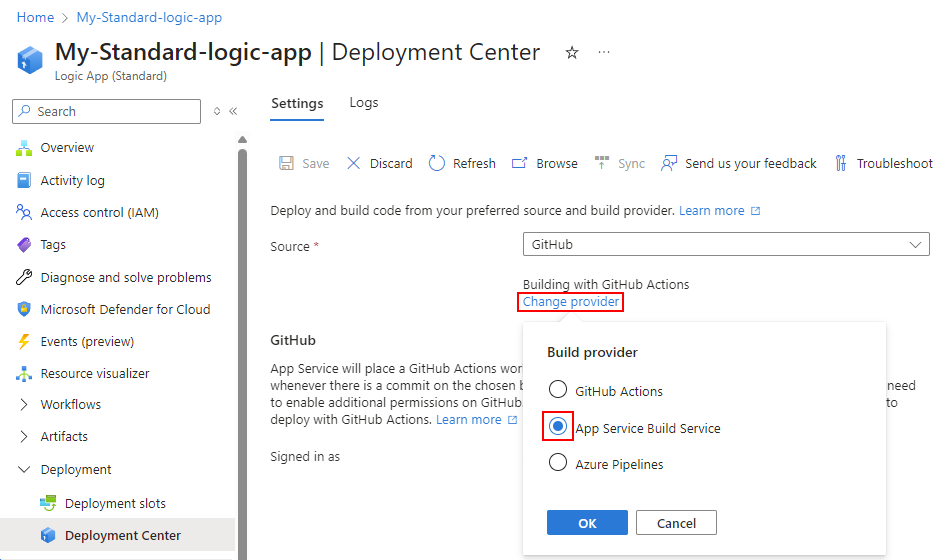 Home > My-Standard-logic-app
My-Standard-logic-app | Deployment Center ☆ ···
Logic App (Standard)
Search
Overview
Activity log
Access control (IAM)
Tags
Diagnose and solve problems
Microsoft Defender for Cloud
Events (preview)
Resource visualizer
Workflows
Artifacts
Deployment
Deployment slots
Deployment Center
Settings Logs
Save Discard Refresh Browse Sync Send us your feedback Troubleshoot
Deploy and build code from your preferred source and build provider. Learn more
Source * GitHub
Building with GitHub Actions
Change provider
GitHub
App Service will place a GitHub Actions wor
whenever there is a commit on the chosen b need
to enable additional permissions on GitHub. to
deploy with GitHub Actions. Learn more
Signed in as
Build provider
GitHub Actions
App Service Build Service
Azure Pipelines
OK Cancel